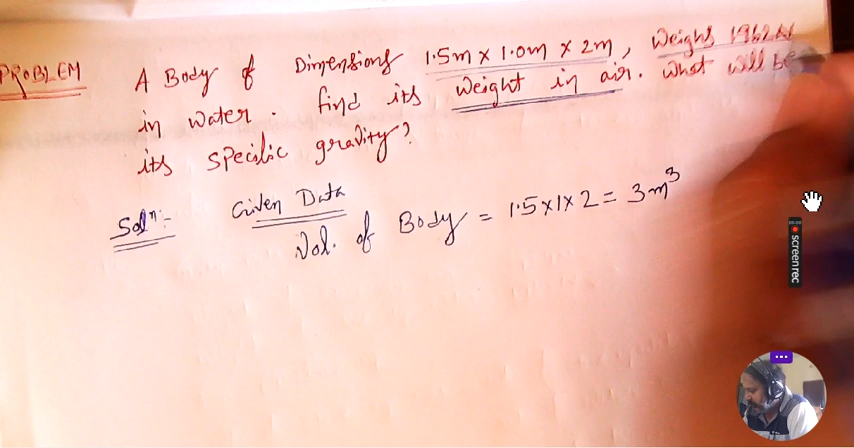 PROBLEM A Body of Dimensions 1.5m x 1.0m x 2m, Weighs 1962 N
in water. find its Weight in air. What will be
its specific gravity?
Soln:- Given Data
Vol. of Body = 1.5x1x2 = 3m³
screenrec